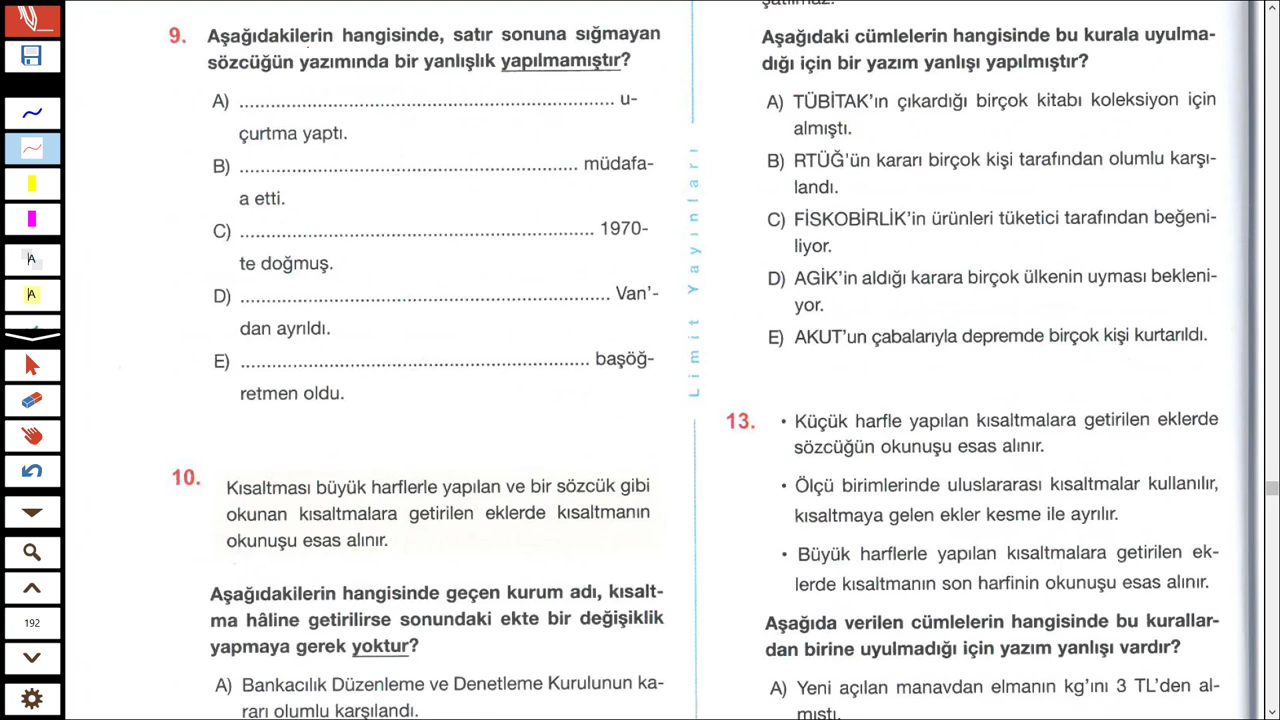 9. Aşağıdakilerin hangisinde, satır sonuna sığmayan
sözcüğün yazımında bir yanlışlık yapılmamıştır?
A) ................................................................ u-
çurtma yaptı.
B) ......................................................... müdafa-
a etti.
C) ............................................................ 1970-
te doğmuş.
D) .............................................................. Van'-
dan ayrıldı.
E) ........................................................... başöğ-
retmen oldu.
10. Kısaltması büyük harflerle yapılan ve bir sözcük gibi
okunan kısaltmalara getirilen eklerde kısaltmanın
okunuşu esas alınır.
Aşağıdakilerin hangisinde geçen kurum adı, kısalt-
ma hâline getirilirse sonundaki ekte bir değişiklik
yapmaya gerek yoktur?
A) Bankacılık Düzenleme ve Denetleme Kurulunun ka-
rarı olumlu karşılandı.
Limit Yayınları
Aşağıdaki cümlelerin hangisinde bu kurala uyulma-
dığı için bir yazım yanlışı yapılmıştır?
A) TÜBİTAK'ın çıkardığı birçok kitabı koleksiyon için
almıştı.
B) RTÜĞ'ün kararı birçok kişi tarafından olumlu karşı-
landı.
C) FİSKOBİRLİK'in ürünleri tüketici tarafından beğeni-
liyor.
D) AGİK'in aldığı karara birçok ülkenin uyması bekleni-
yor.
E) AKUT'un çabalarıyla depremde birçok kişi kurtarıldı.
13. • Küçük harfle yapılan kısaltmalara getirilen eklerde
sözcüğün okunuşu esas alınır.
• Ölçü birimlerinde uluslararası kısaltmalar kullanılır,
kısaltmaya gelen ekler kesme ile ayrılır.
• Büyük harflerle yapılan kısaltmalara getirilen ek-
lerde kısaltmanın son harfinin okunuşu esas alınır.
Aşağıda verilen cümlelerin hangisinde bu kurallar-
dan birine uyulmadığı için yazım yanlışı vardır?
A) Yeni açılan manavdan elmanın kg'ını 3 TL'den al-
mıştı.
A
A
192